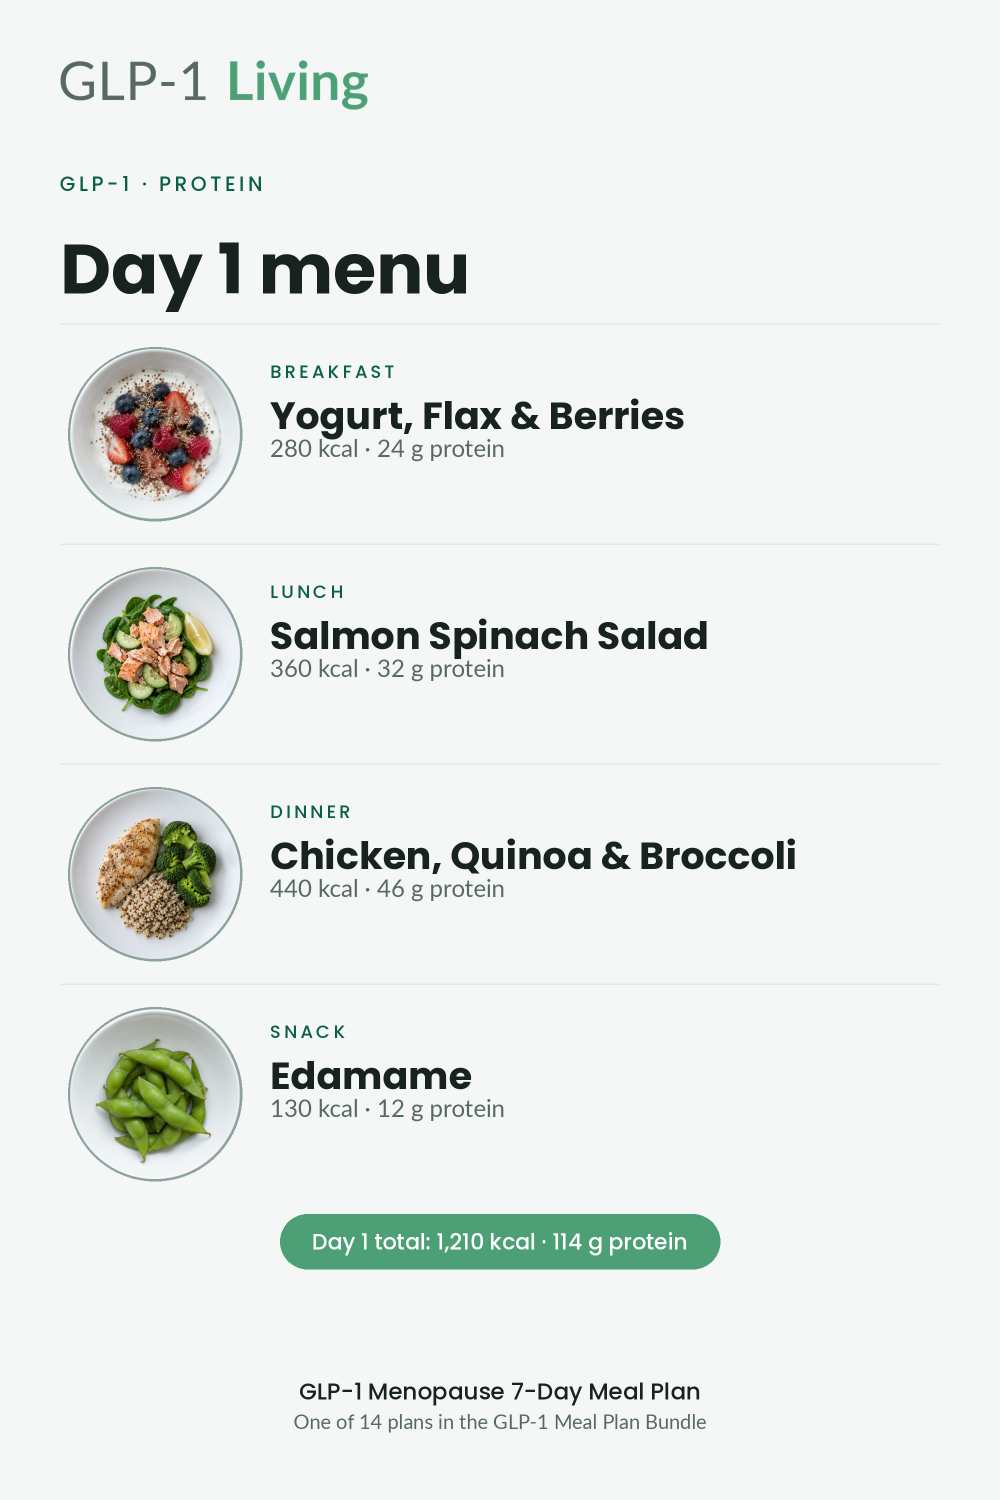 GLP-1 Living
GLP-1 · PROTEIN
Day 1 menu
BREAKFAST
Yogurt, Flax & Berries
280 kcal · 24 g protein
LUNCH
Salmon Spinach Salad
360 kcal · 32 g protein
DINNER
Chicken, Quinoa & Broccoli
440 kcal · 46 g protein
SNACK
Edamame
130 kcal · 12 g protein
Day 1 total: 1,210 kcal · 114 g protein
GLP-1 Menopause 7-Day Meal Plan
One of 14 plans in the GLP-1 Meal Plan Bundle